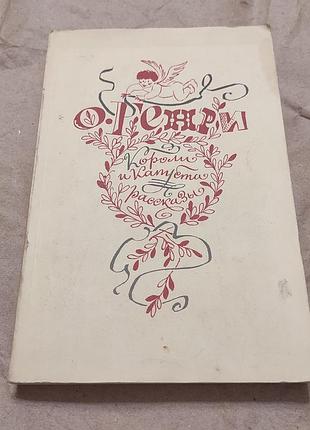 О. Генри
Короли
и капуста
рассказы